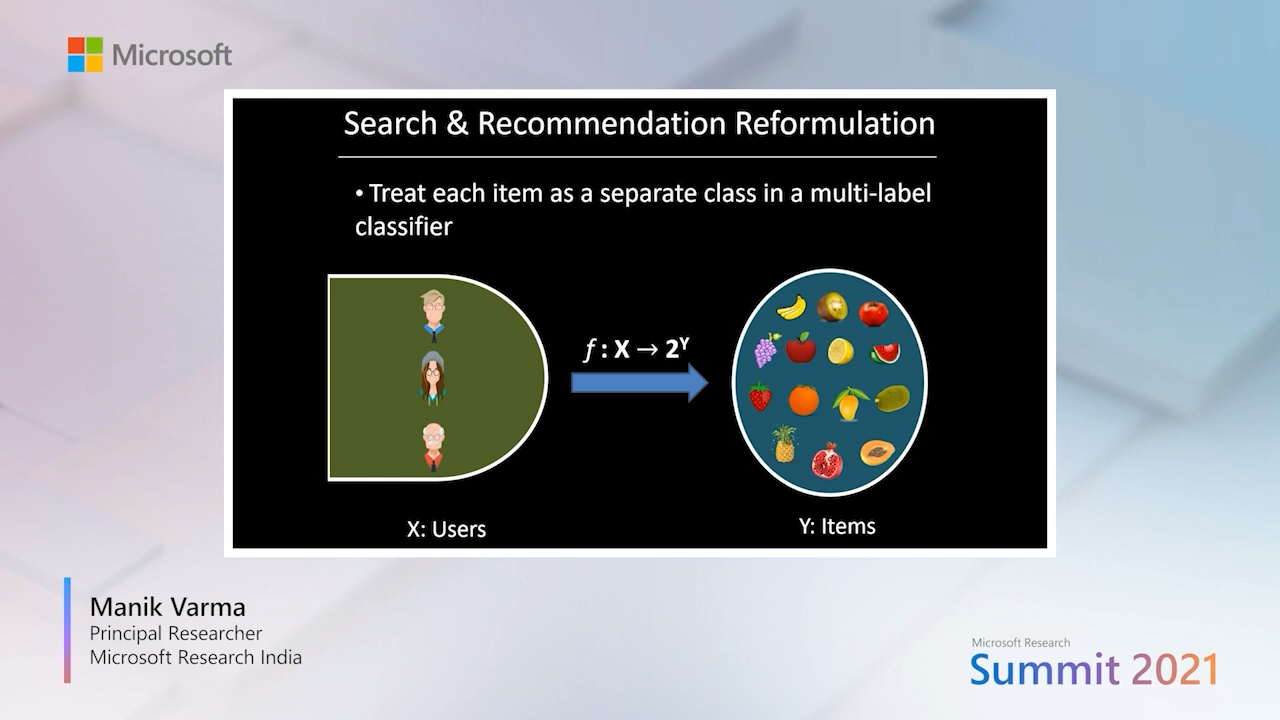 Microsoft
Search & Recommendation Reformulation
• Treat each item as a separate class in a multi-label
classifier
f : X → 2ʸ
X: Users
Y: Items
Manik Varma
Principal Researcher
Microsoft Research India
Microsoft Research
Summit 2021